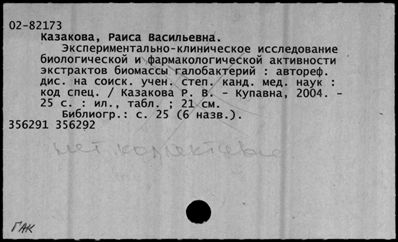 02-82173
Казакова, Раиса Васильевна.
Экспериментально-клиническое исследование
биологической и фармакологической активности
экстрактов биомассы галобактерий : автореф.
дис. на соиск. учен. степ. канд. мед. наук :
код спец. / Казакова Р. В. - Купавна, 2004. -
25 с. : ил., табл. ; 21 см.
Библиогр.: с. 25 (6 назв.).
356291 356292
нет
ГАК